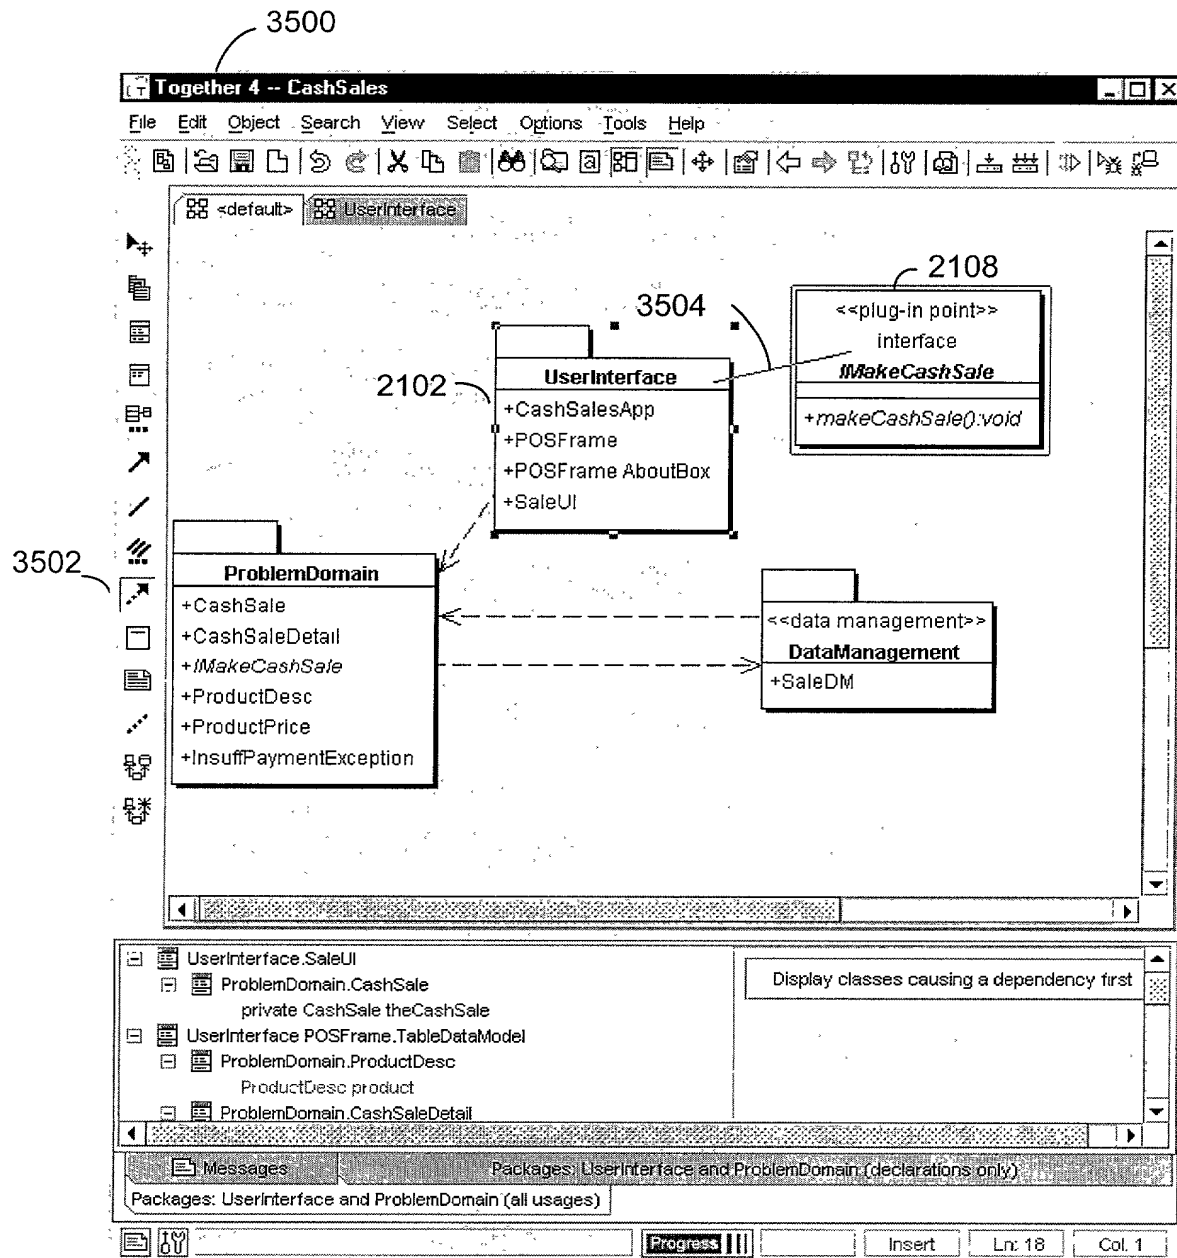 3500
Together 4 -- CashSales
File Edit Object Search View Select Options Tools Help
<default> UserInterface
2108
3504
<<plug-in point>>
interface
IMakeCashSale
+makeCashSale():void
2102
UserInterface
+CashSalesApp
+POSFrame
+POSFrame AboutBox
+SaleUI
3502
ProblemDomain
+CashSale
+CashSaleDetail
+IMakeCashSale
+ProductDesc
+ProductPrice
+InsuffPaymentException
<<data management>>
DataManagement
+SaleDM
UserInterface.SaleUI
ProblemDomain.CashSale
private CashSale theCashSale
UserInterface POSFrame.TableDataModel
ProblemDomain.ProductDesc
ProductDesc product
ProblemDomain.CashSaleDetail
Display classes causing a dependency first
Messages Packages: UserInterface and ProblemDomain (declarations only)
Packages: UserInterface and ProblemDomain (all usages)
Progress Insert Ln: 18 Col. 1